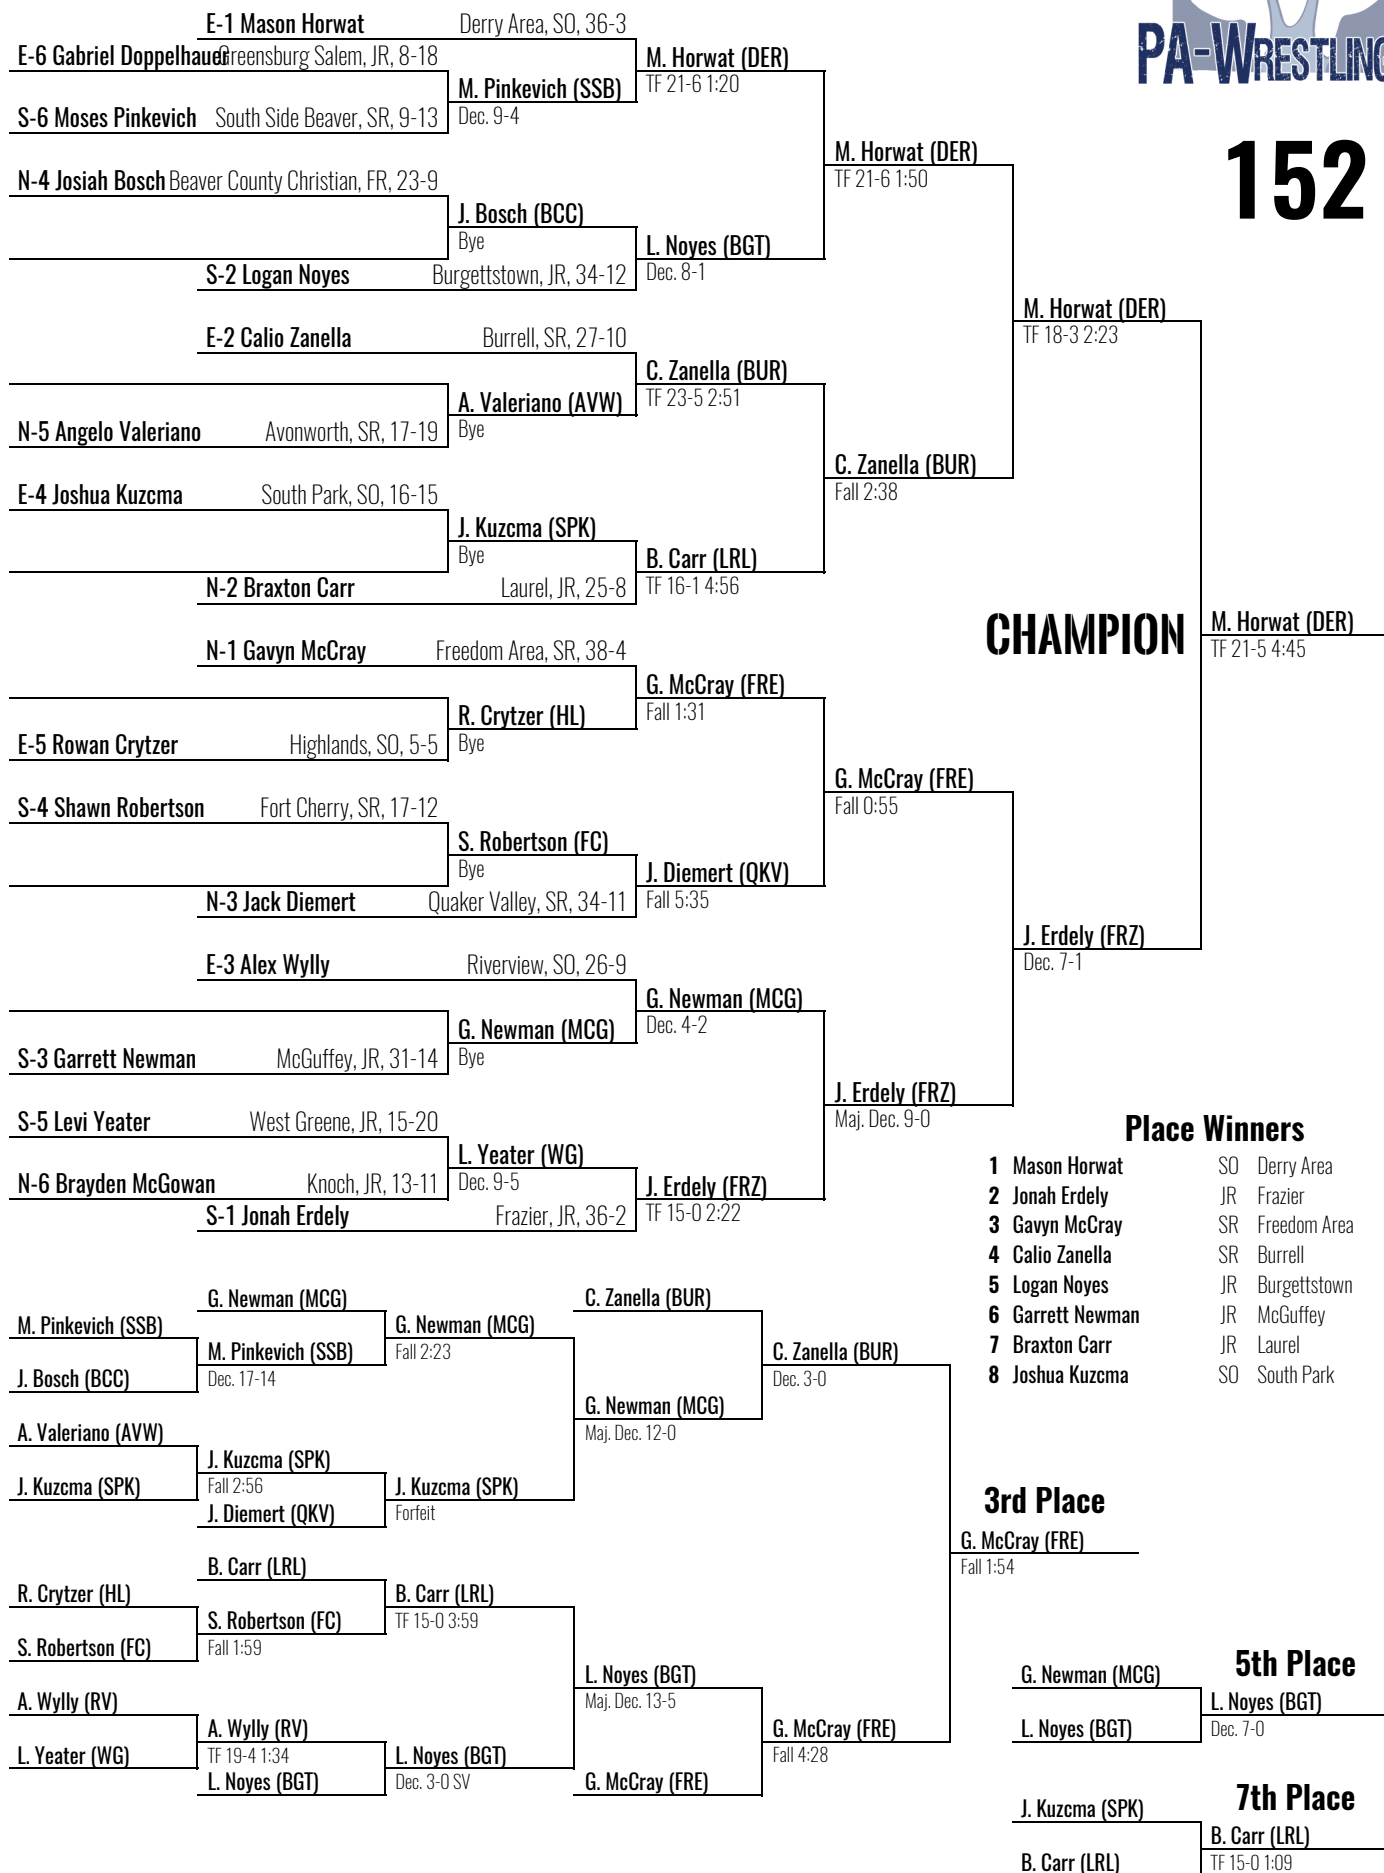 PA-WRESTLING
152
E-1 Mason Horwat Derry Area, SO, 36-3
E-6 Gabriel Doppelhauer Greensburg Salem, JR, 8-18
M. Horwat (DER)
TF 21-6 1:20
M. Pinkevich (SSB)
Dec. 9-4
S-6 Moses Pinkevich South Side Beaver, SR, 9-13
M. Horwat (DER)
TF 21-6 1:50
N-4 Josiah Bosch Beaver County Christian, FR, 23-9
J. Bosch (BCC)
Bye
L. Noyes (BGT)
Dec. 8-1
S-2 Logan Noyes Burgettstown, JR, 34-12
M. Horwat (DER)
TF 18-3 2:23
E-2 Calio Zanella Burrell, SR, 27-10
C. Zanella (BUR)
TF 23-5 2:51
A. Valeriano (AVW)
Bye
N-5 Angelo Valeriano Avonworth, SR, 17-19
C. Zanella (BUR)
Fall 2:38
E-4 Joshua Kuzcma South Park, SO, 16-15
J. Kuzcma (SPK)
Bye
B. Carr (LRL)
TF 16-1 4:56
N-2 Braxton Carr Laurel, JR, 25-8
CHAMPION
M. Horwat (DER)
TF 21-5 4:45
N-1 Gavyn McCray Freedom Area, SR, 38-4
G. McCray (FRE)
Fall 1:31
R. Crytzer (HL)
Bye
E-5 Rowan Crytzer Highlands, SO, 5-5
G. McCray (FRE)
Fall 0:55
S-4 Shawn Robertson Fort Cherry, SR, 17-12
S. Robertson (FC)
Bye
J. Diemert (QKV)
Fall 5:35
N-3 Jack Diemert Quaker Valley, SR, 34-11
J. Erdely (FRZ)
Dec. 7-1
E-3 Alex Wylly Riverview, SO, 26-9
G. Newman (MCG)
Dec. 4-2
G. Newman (MCG)
Bye
S-3 Garrett Newman McGuffey, JR, 31-14
J. Erdely (FRZ)
Maj. Dec. 9-0
S-5 Levi Yeater West Greene, JR, 15-20
L. Yeater (WG)
Dec. 9-5
N-6 Brayden McGowan Knoch, JR, 13-11
J. Erdely (FRZ)
TF 15-0 2:22
S-1 Jonah Erdely Frazier, JR, 36-2
Place Winners
1 Mason Horwat SO Derry Area
2 Jonah Erdely JR Frazier
3 Gavyn McCray SR Freedom Area
4 Calio Zanella SR Burrell
5 Logan Noyes JR Burgettstown
6 Garrett Newman JR McGuffey
7 Braxton Carr JR Laurel
8 Joshua Kuzcma SO South Park
G. Newman (MCG)
M. Pinkevich (SSB)
G. Newman (MCG)
Fall 2:23
M. Pinkevich (SSB)
Dec. 17-14
J. Bosch (BCC)
C. Zanella (BUR)
C. Zanella (BUR)
Dec. 3-0
G. Newman (MCG)
Maj. Dec. 12-0
A. Valeriano (AVW)
J. Kuzcma (SPK)
Fall 2:56
J. Kuzcma (SPK)
J. Kuzcma (SPK)
Forfeit
J. Diemert (QKV)
3rd Place
G. McCray (FRE)
Fall 1:54
B. Carr (LRL)
R. Crytzer (HL)
B. Carr (LRL)
TF 15-0 3:59
S. Robertson (FC)
Fall 1:59
S. Robertson (FC)
L. Noyes (BGT)
Maj. Dec. 13-5
A. Wylly (RV)
A. Wylly (RV)
TF 19-4 1:34
L. Yeater (WG)
L. Noyes (BGT)
Dec. 3-0 SV
L. Noyes (BGT)
G. McCray (FRE)
Fall 4:28
G. McCray (FRE)
5th Place
G. Newman (MCG)
L. Noyes (BGT)
Dec. 7-0
L. Noyes (BGT)
7th Place
J. Kuzcma (SPK)
B. Carr (LRL)
TF 15-0 1:09
B. Carr (LRL)